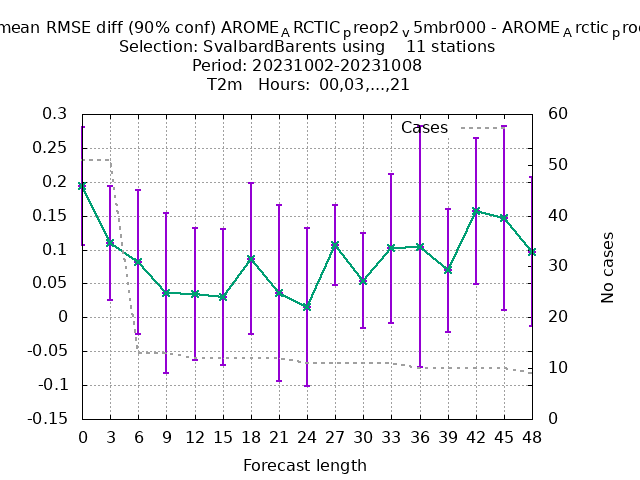 mean RMSE diff (90% conf) AROME_ARCTIC_preop2_v5mbr000 - AROME_Arctic_pro
Selection: SvalbardBarents using 11 stations
Period: 20231002-20231008
T2m Hours: 00,03,...,21
0.3
0.25
0.2
0.15
0.1
0.05
0
-0.05
-0.1
-0.15
Cases
60
50
40
30
20
10
0
No cases
0 3 6 9 12 15 18 21 24 27 30 33 36 39 42 45 48
Forecast length